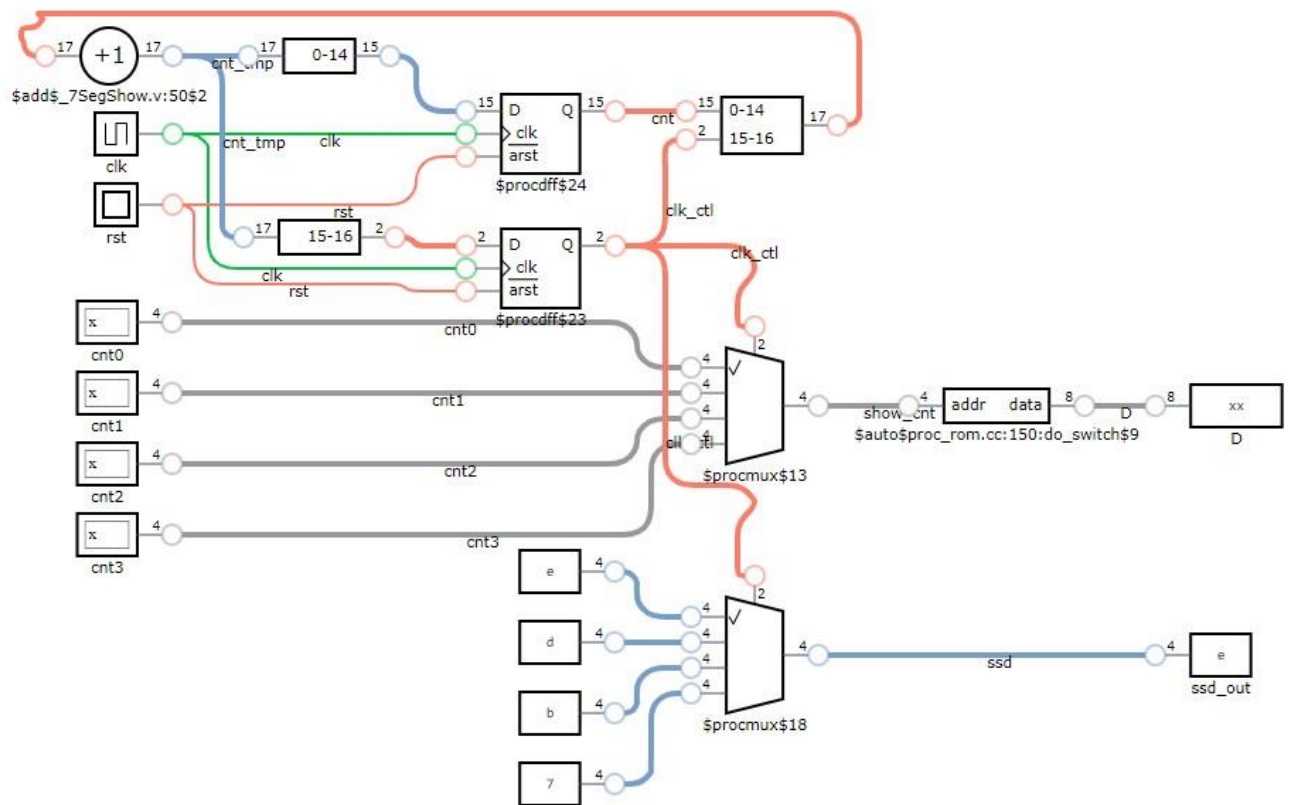 17 +1 17 cnt_tmp 17 0-14 15
$add$_7SegShow.v:50$2
15 D Q 15 cnt 15 0-14 17
clk cnt_tmp clk clk 2 15-16
arst
$procdff$24
rst rst clk_ctl
17 15-16 2 2 D Q 2 clk_ctl
clk clk
rst arst
$procdff$23
x 4 cnt0 2
cnt0 4 √
x 4 cnt1 4 4 show_cnt 4 addr data 8 D 8 xx
cnt1 4 $auto$proc_rom.cc:150:do_switch$9 D
x 4 cnt2 clk_ctl 4
cnt2 $procmux$13
x 4 cnt3
cnt3
e 4 2
4 √
d 4 4 4 ssd 4 e
4 ssd_out
b 4 4
$procmux$18
7 4